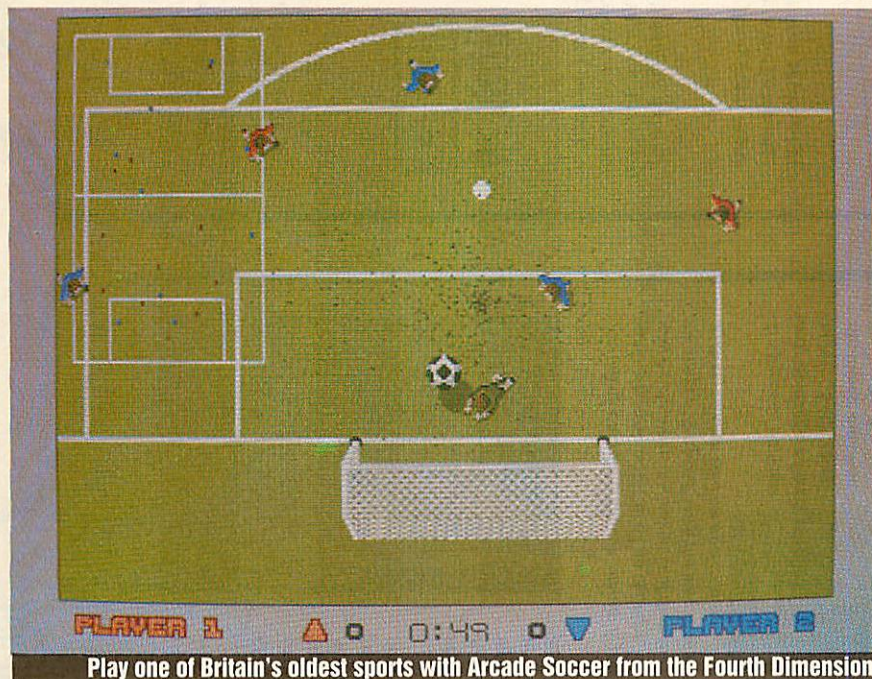 PLAYER 1 0 0:49 0 PLAYER 2
Play one of Britain's oldest sports with Arcade Soccer from the Fourth Dimension